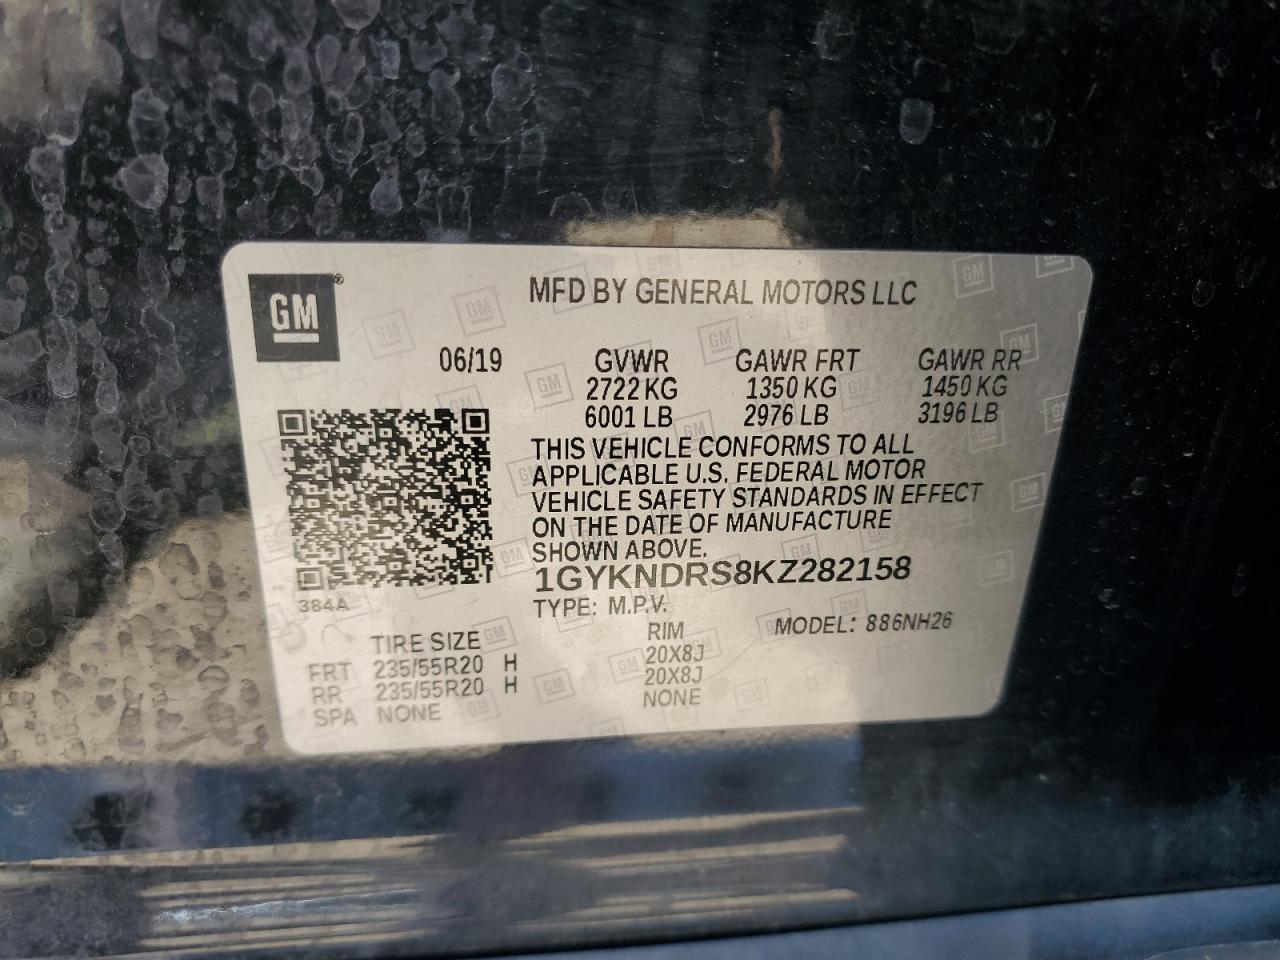 GM®
MFD BY GENERAL MOTORS LLC
06/19 GVWR GAWR FRT GAWR RR
2722 KG 1350 KG 1450 KG
6001 LB 2976 LB 3196 LB
THIS VEHICLE CONFORMS TO ALL
APPLICABLE U.S. FEDERAL MOTOR
VEHICLE SAFETY STANDARDS IN EFFECT
ON THE DATE OF MANUFACTURE
SHOWN ABOVE.
1GYKNDRS8KZ282158
384A
TYPE: M.P.V.
MODEL: 886NH26
TIRE SIZE RIM
FRT 235/55R20 H 20X8J
RR 235/55R20 H 20X8J
SPA NONE NONE